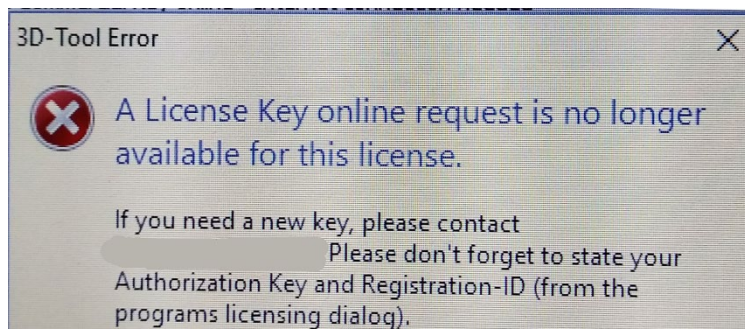 3D-Tool Error
A License Key online request is no longer
available for this license.
If you need a new key, please contact
Please don't forget to state your
Authorization Key and Registration-ID (from the
programs licensing dialog).